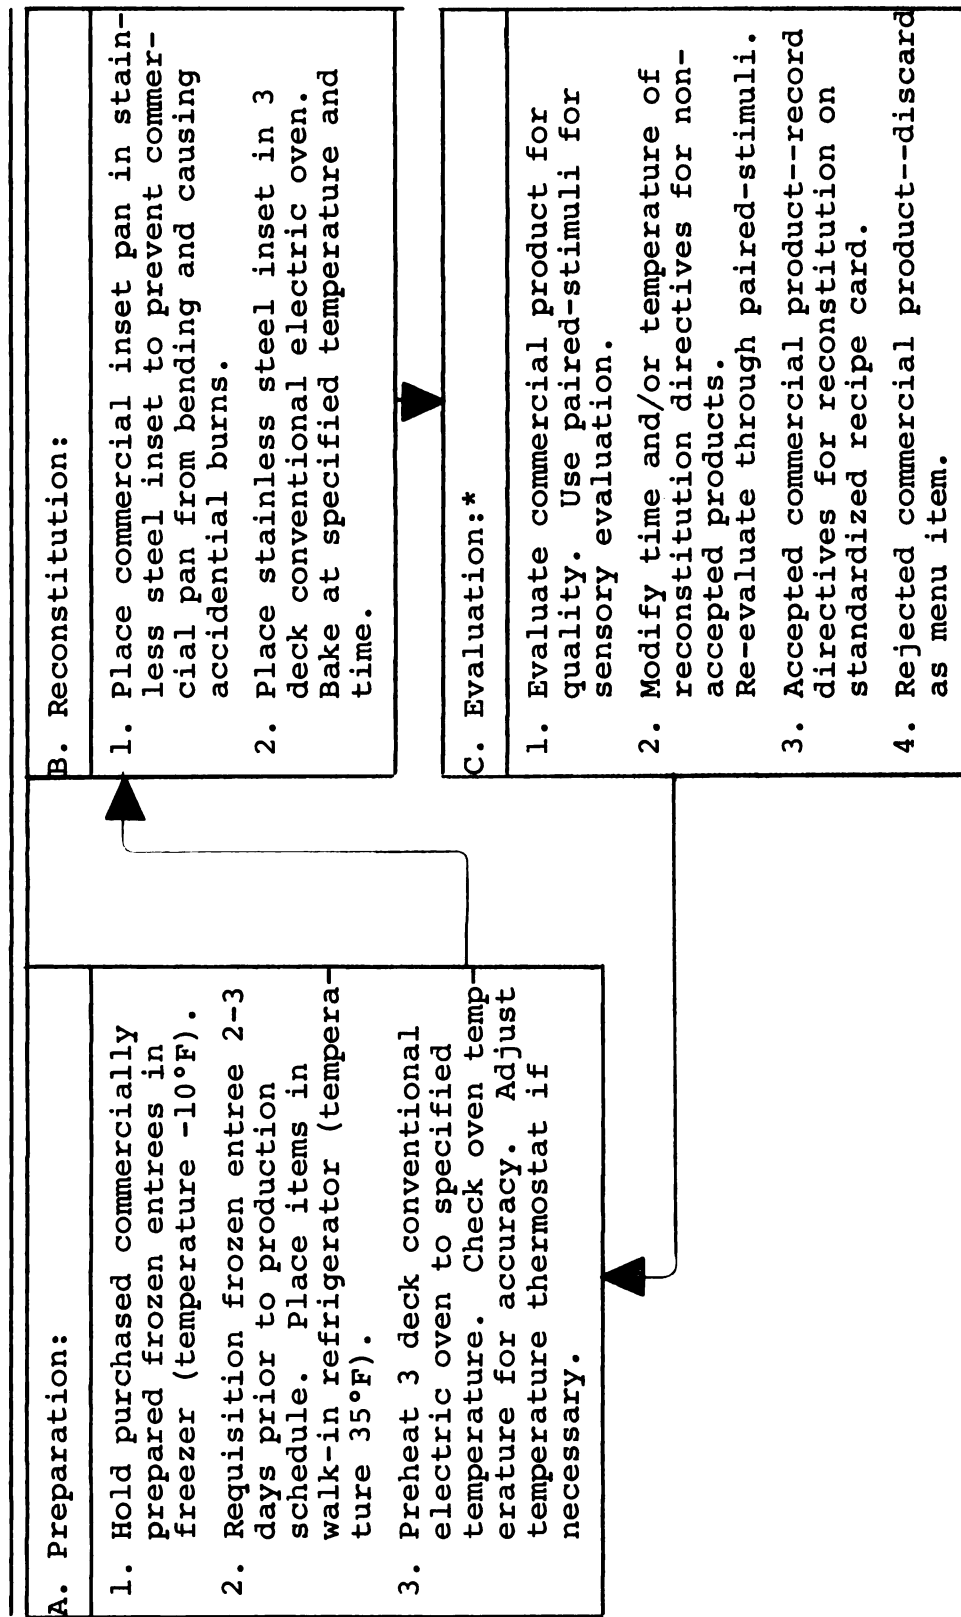 A. Preparation:
1. Hold purchased commercially
prepared frozen entrees in
freezer (temperature -10°F).
2. Requisition frozen entree 2-3
days prior to production
schedule. Place items in
walk-in refrigerator (tempera-
ture 35°F).
3. Preheat 3 deck conventional
electric oven to specified
temperature. Check oven temp-
erature for accuracy. Adjust
temperature thermostat if
necessary.
B. Reconstitution:
1. Place commercial inset pan in stain-
less steel inset to prevent commer-
cial pan from bending and causing
accidential burns.
2. Place stainless steel inset in 3
deck conventional electric oven.
Bake at specified temperature and
time.
C. Evaluation:*
1. Evaluate commercial product for
quality. Use paired-stimuli for
sensory evaluation.
2. Modify time and/or temperature of
reconstitution directives for non-
accepted products.
Re-evaluate through paired-stimuli.
3. Accepted commercial product--record
directives for reconstitution on
standardized recipe card.
4. Rejected commercial product--discard
as menu item.